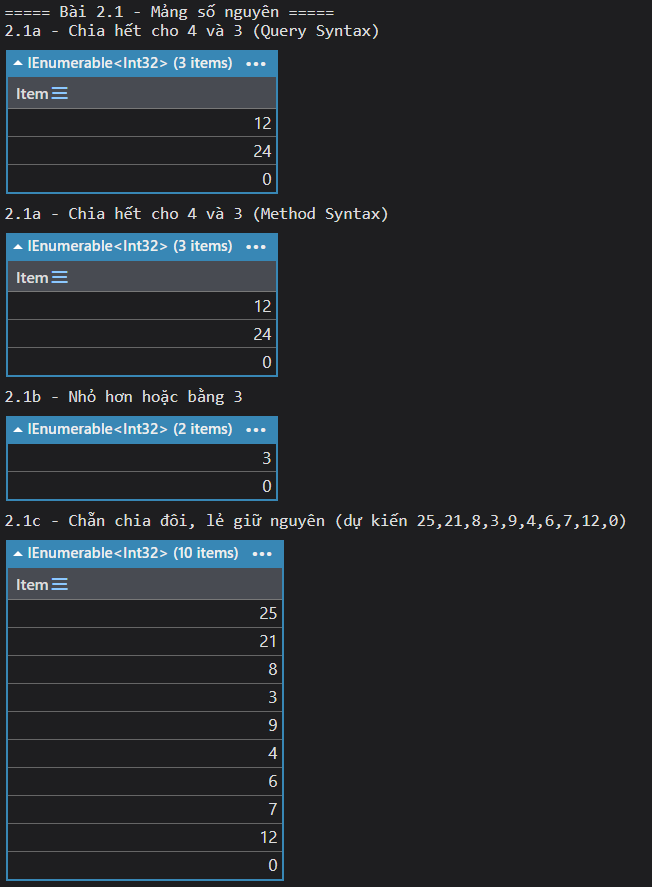 ===== Bài 2.1 - Mảng số nguyên =====
2.1a - Chia hết cho 4 và 3 (Query Syntax)
IEnumerable<Int32> (3 items) •••
Item
12
24
0
2.1a - Chia hết cho 4 và 3 (Method Syntax)
IEnumerable<Int32> (3 items) •••
Item
12
24
0
2.1b - Nhỏ hơn hoặc bằng 3
IEnumerable<Int32> (2 items) •••
3
0
2.1c - Chẵn chia đôi, lẻ giữ nguyên (dự kiến 25,21,8,3,9,4,6,7,12,0)
IEnumerable<Int32> (10 items) •••
Item
25
21
8
3
9
4
6
7
12
0